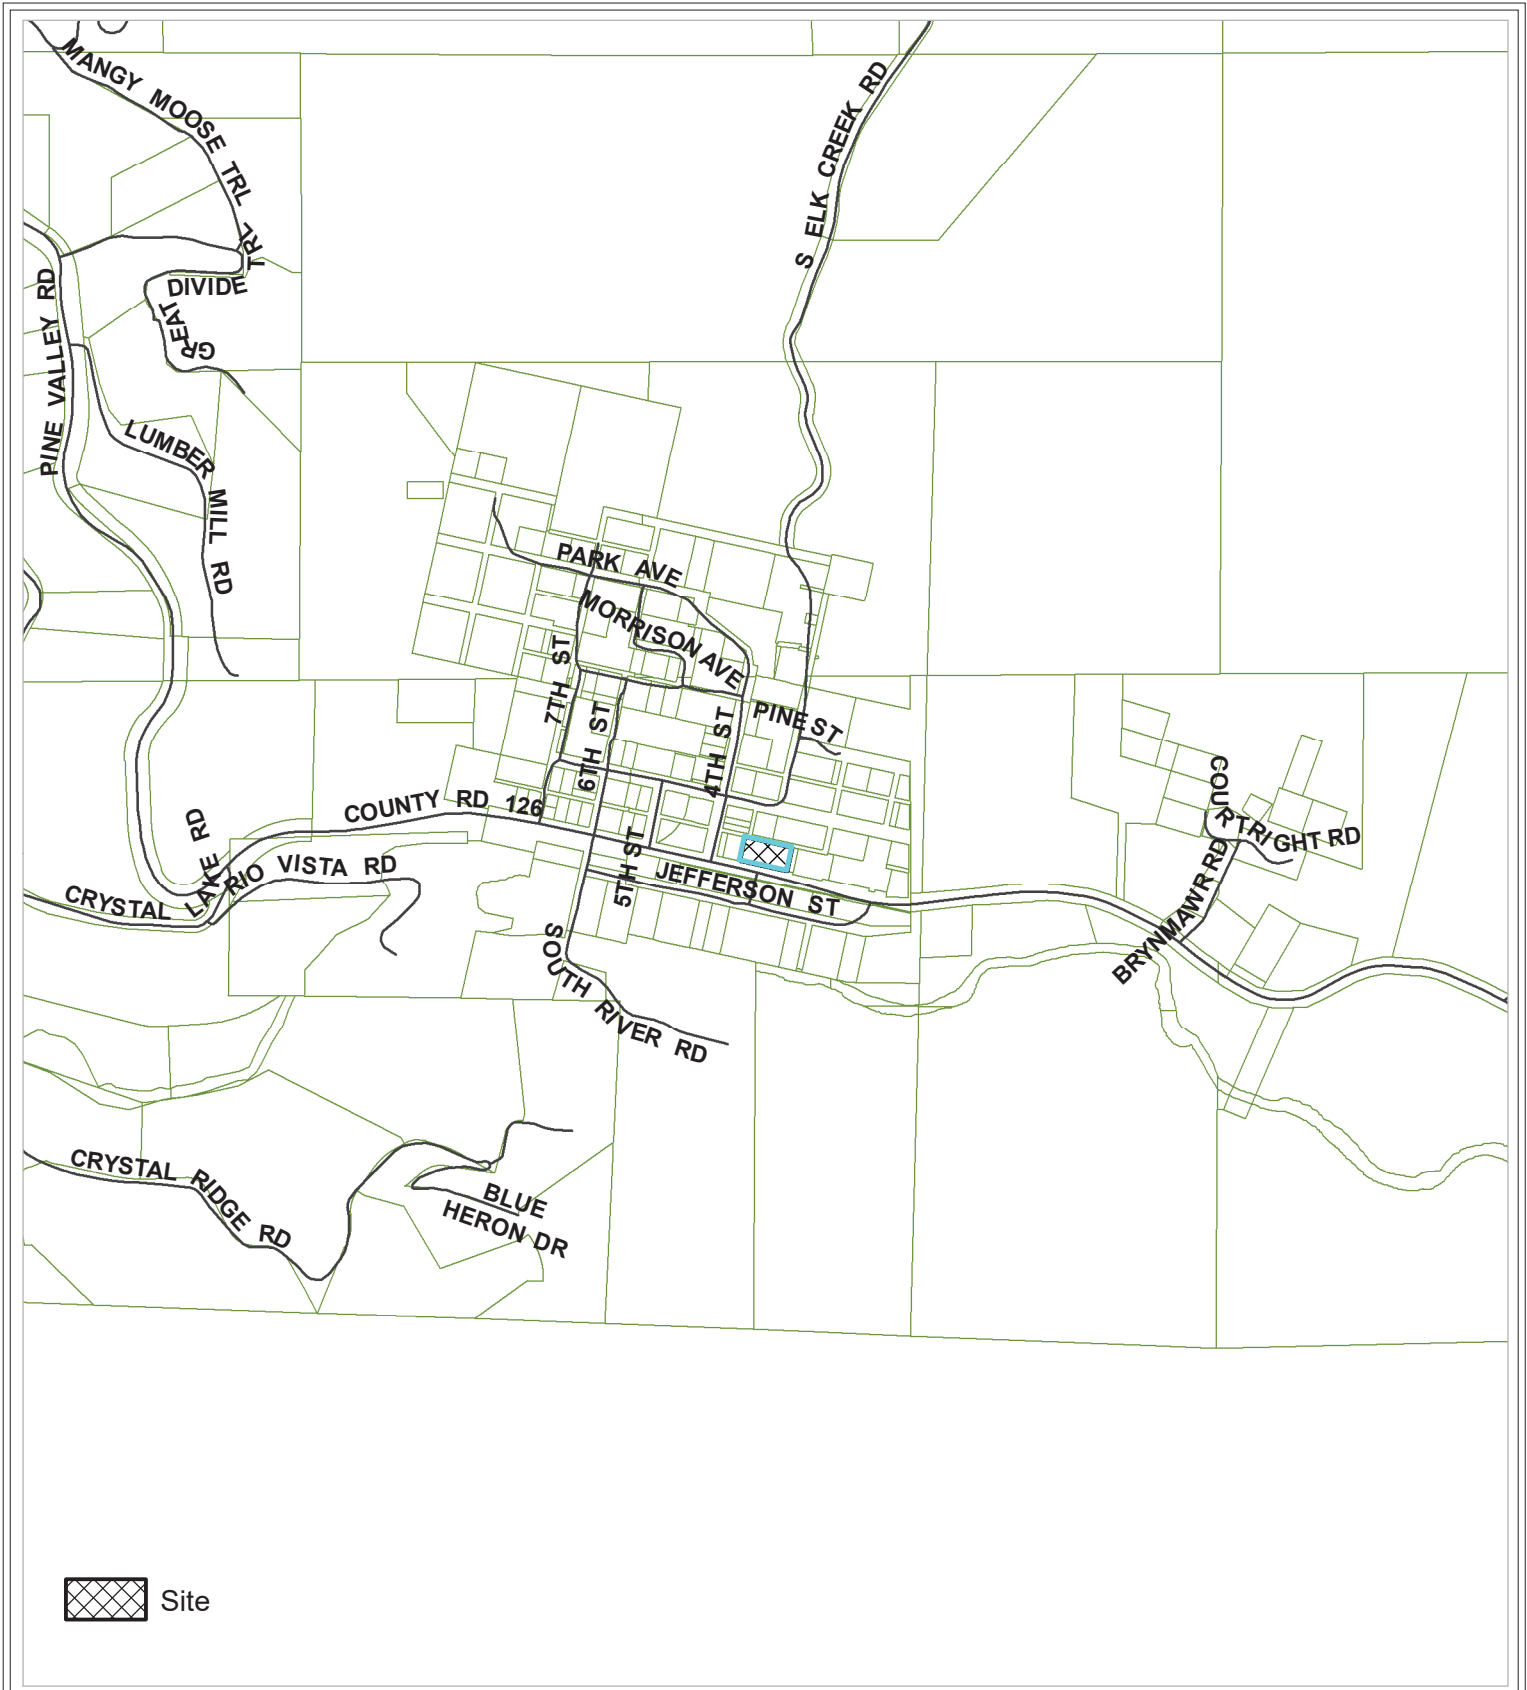 MANGY MOOSE TRL
S ELK CREEK RD
GREAT DIVIDE TRL
PINE VALLEY RD
LUMBER MILL RD
PARK AVE
MORRISON AVE
7TH ST
6TH ST
4TH ST
PINE ST
COUNTY RD 126
COURTRIGHT RD
5TH ST
JEFFERSON ST
RIO VISTA RD
CRYSTAL LAKE RD
BRYNMAWR RD
SOUTH RIVER RD
CRYSTAL RIDGE RD
BLUE
HERON DR
Site